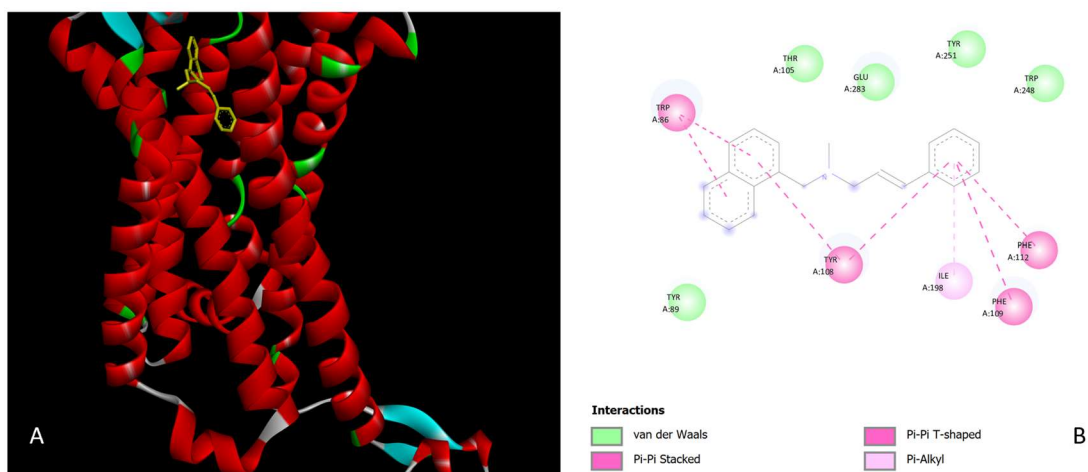 A
THR
A:105
GLU
A:283
TYR
A:251
TRP
A:248
TRP
A:86
N
TYR
A:108
PHE
A:112
ILE
A:198
PHE
A:109
TYR
A:89
Interactions
van der Waals
Pi-Pi Stacked
Pi-Pi T-shaped
Pi-Alkyl
B